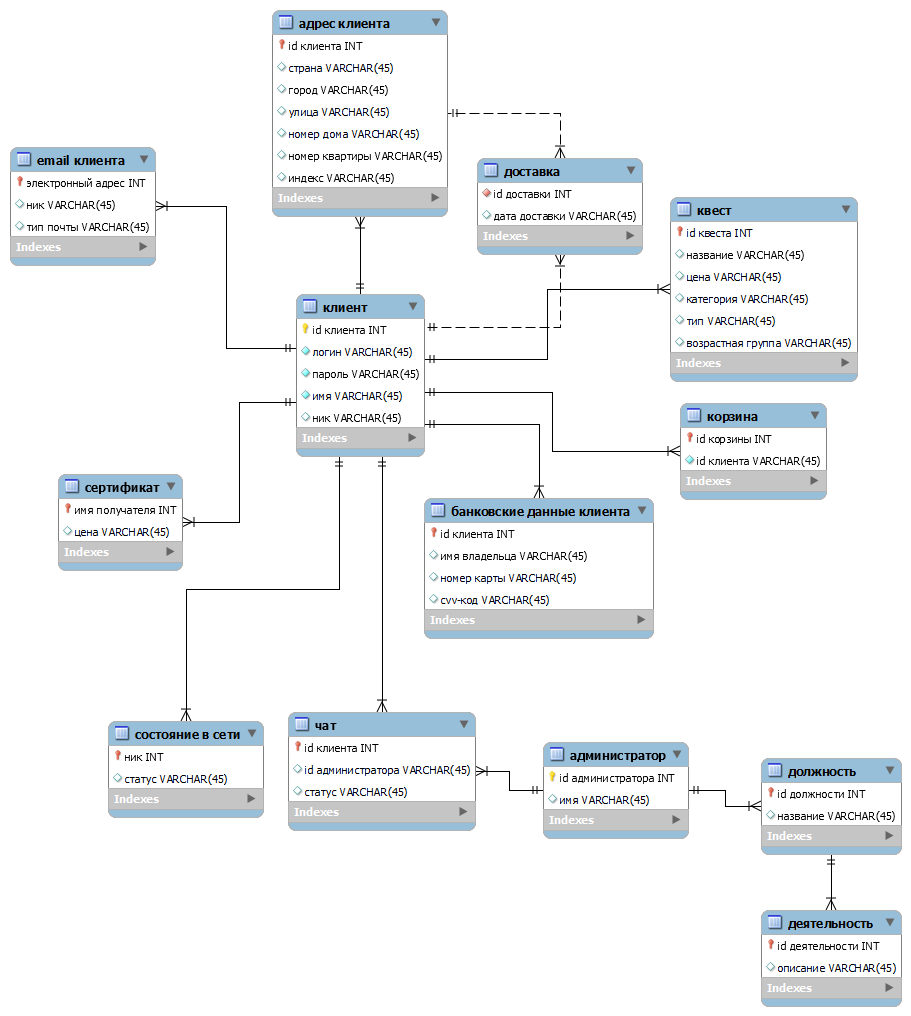 адрес клиента
id клиента INT
страна VARCHAR(45)
город VARCHAR(45)
улица VARCHAR(45)
номер дома VARCHAR(45)
номер квартиры VARCHAR(45)
индекс VARCHAR(45)
Indexes
email клиента
электронный адрес INT
ник VARCHAR(45)
тип почты VARCHAR(45)
Indexes
доставка
id доставки INT
дата доставки VARCHAR(45)
Indexes
квест
id квеста INT
название VARCHAR(45)
цена VARCHAR(45)
категория VARCHAR(45)
тип VARCHAR(45)
возрастная группа VARCHAR(45)
Indexes
клиент
id клиента INT
логин VARCHAR(45)
пароль VARCHAR(45)
имя VARCHAR(45)
ник VARCHAR(45)
Indexes
корзина
id корзины INT
id клиента VARCHAR(45)
Indexes
сертификат
имя получателя INT
цена VARCHAR(45)
Indexes
банковские данные клиента
id клиента INT
имя владельца VARCHAR(45)
номер карты VARCHAR(45)
cvv-код VARCHAR(45)
Indexes
состояние в сети
ник INT
статус VARCHAR(45)
Indexes
чат
id клиента INT
id администратора VARCHAR(45)
статус VARCHAR(45)
Indexes
администратор
id администратора INT
имя VARCHAR(45)
Indexes
должность
id должности INT
название VARCHAR(45)
Indexes
деятельность
id деятельности INT
описание VARCHAR(45)
Indexes